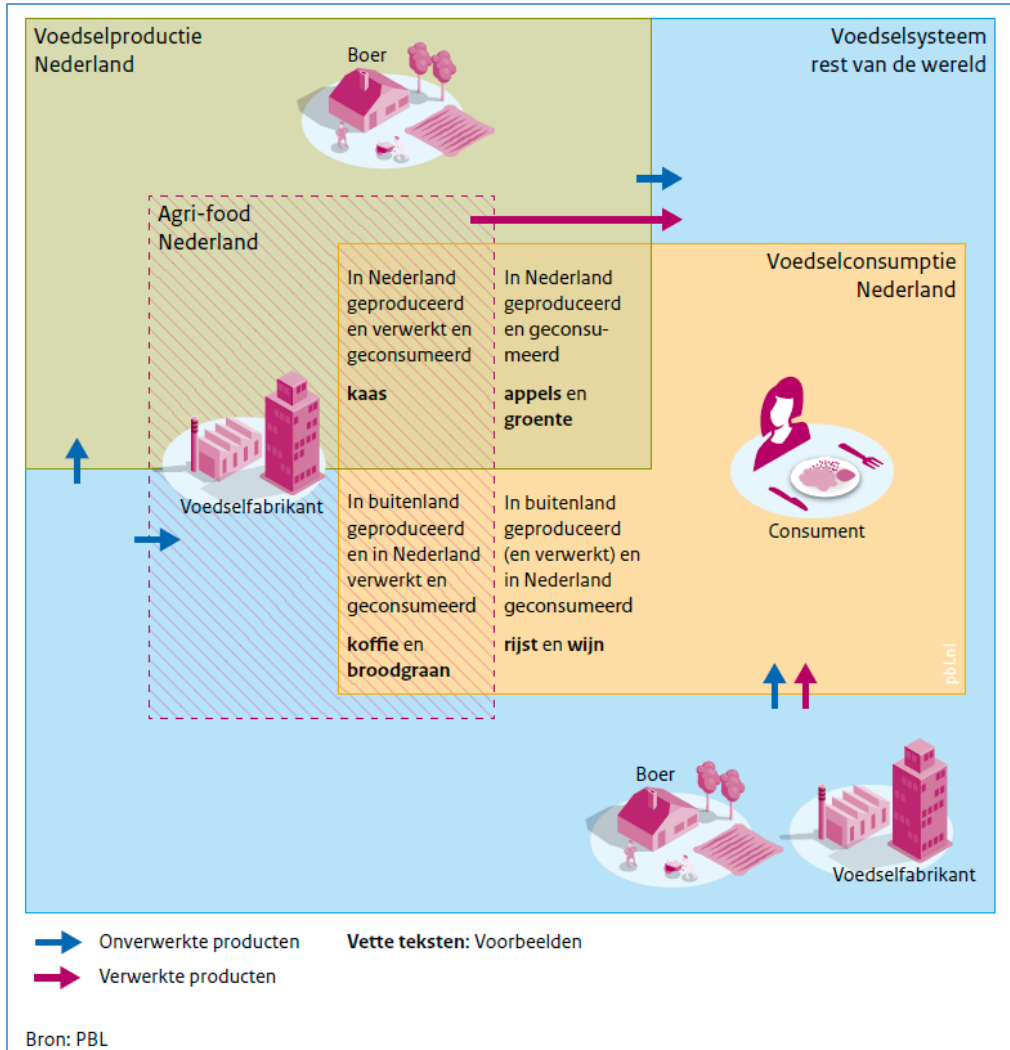 Voedselproductie
Nederland
Boer
Voedselsysteem
rest van de wereld
Agri-food
Nederland
Voedselconsumptie
Nederland
In Nederland
geproduceerd
en verwerkt en
geconsumeerd
kaas
In Nederland
geproduceerd
en geconsu-
meerd
appels en
groente
Voedselfabrikant
Consument
In buitenland
geproduceerd
en in Nederland
verwerkt en
geconsumeerd
koffie en
broodgraan
In buitenland
geproduceerd
(en verwerkt) en
in Nederland
geconsumeerd
rijst en wijn
pbl.nl
Boer
Voedselfabrikant
Onverwerkte producten
Vette teksten: Voorbeelden
Verwerkte producten
Bron: PBL